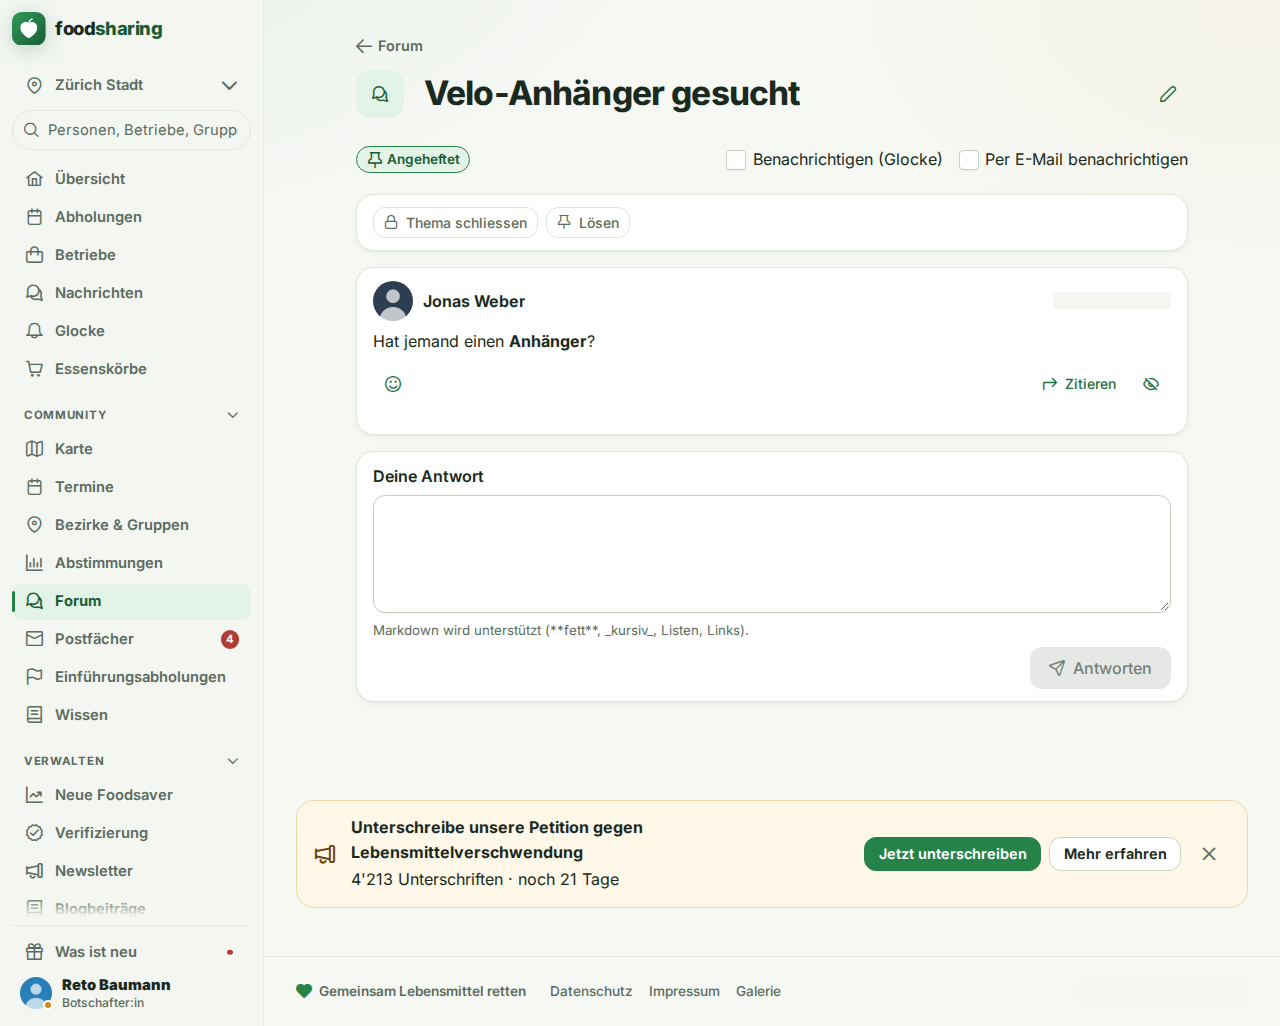 foodsharing
Zürich Stadt
Personen, Betriebe, Grupp
Übersicht
Abholungen
Betriebe
Nachrichten
Glocke
Essenskörbe
COMMUNITY
Karte
Termine
Bezirke & Gruppen
Abstimmungen
Forum
Postfächer 4
Einführungsabholungen
Wissen
VERWALTEN
Neue Foodsaver
Verifizierung
Newsletter
Blogbeiträge
Was ist neu
Reto Baumann
Botschafter:in
Forum
Velo-Anhänger gesucht
Angeheftet
Benachrichtigen (Glocke) Per E-Mail benachrichtigen
Thema schliessen Lösen
Jonas Weber
Hat jemand einen Anhänger?
Zitieren
Deine Antwort
Markdown wird unterstützt (**fett**, _kursiv_, Listen, Links).
Antworten
Unterschreibe unsere Petition gegen
Lebensmittelverschwendung
4'213 Unterschriften · noch 21 Tage
Jetzt unterschreiben Mehr erfahren
Gemeinsam Lebensmittel retten Datenschutz Impressum Galerie